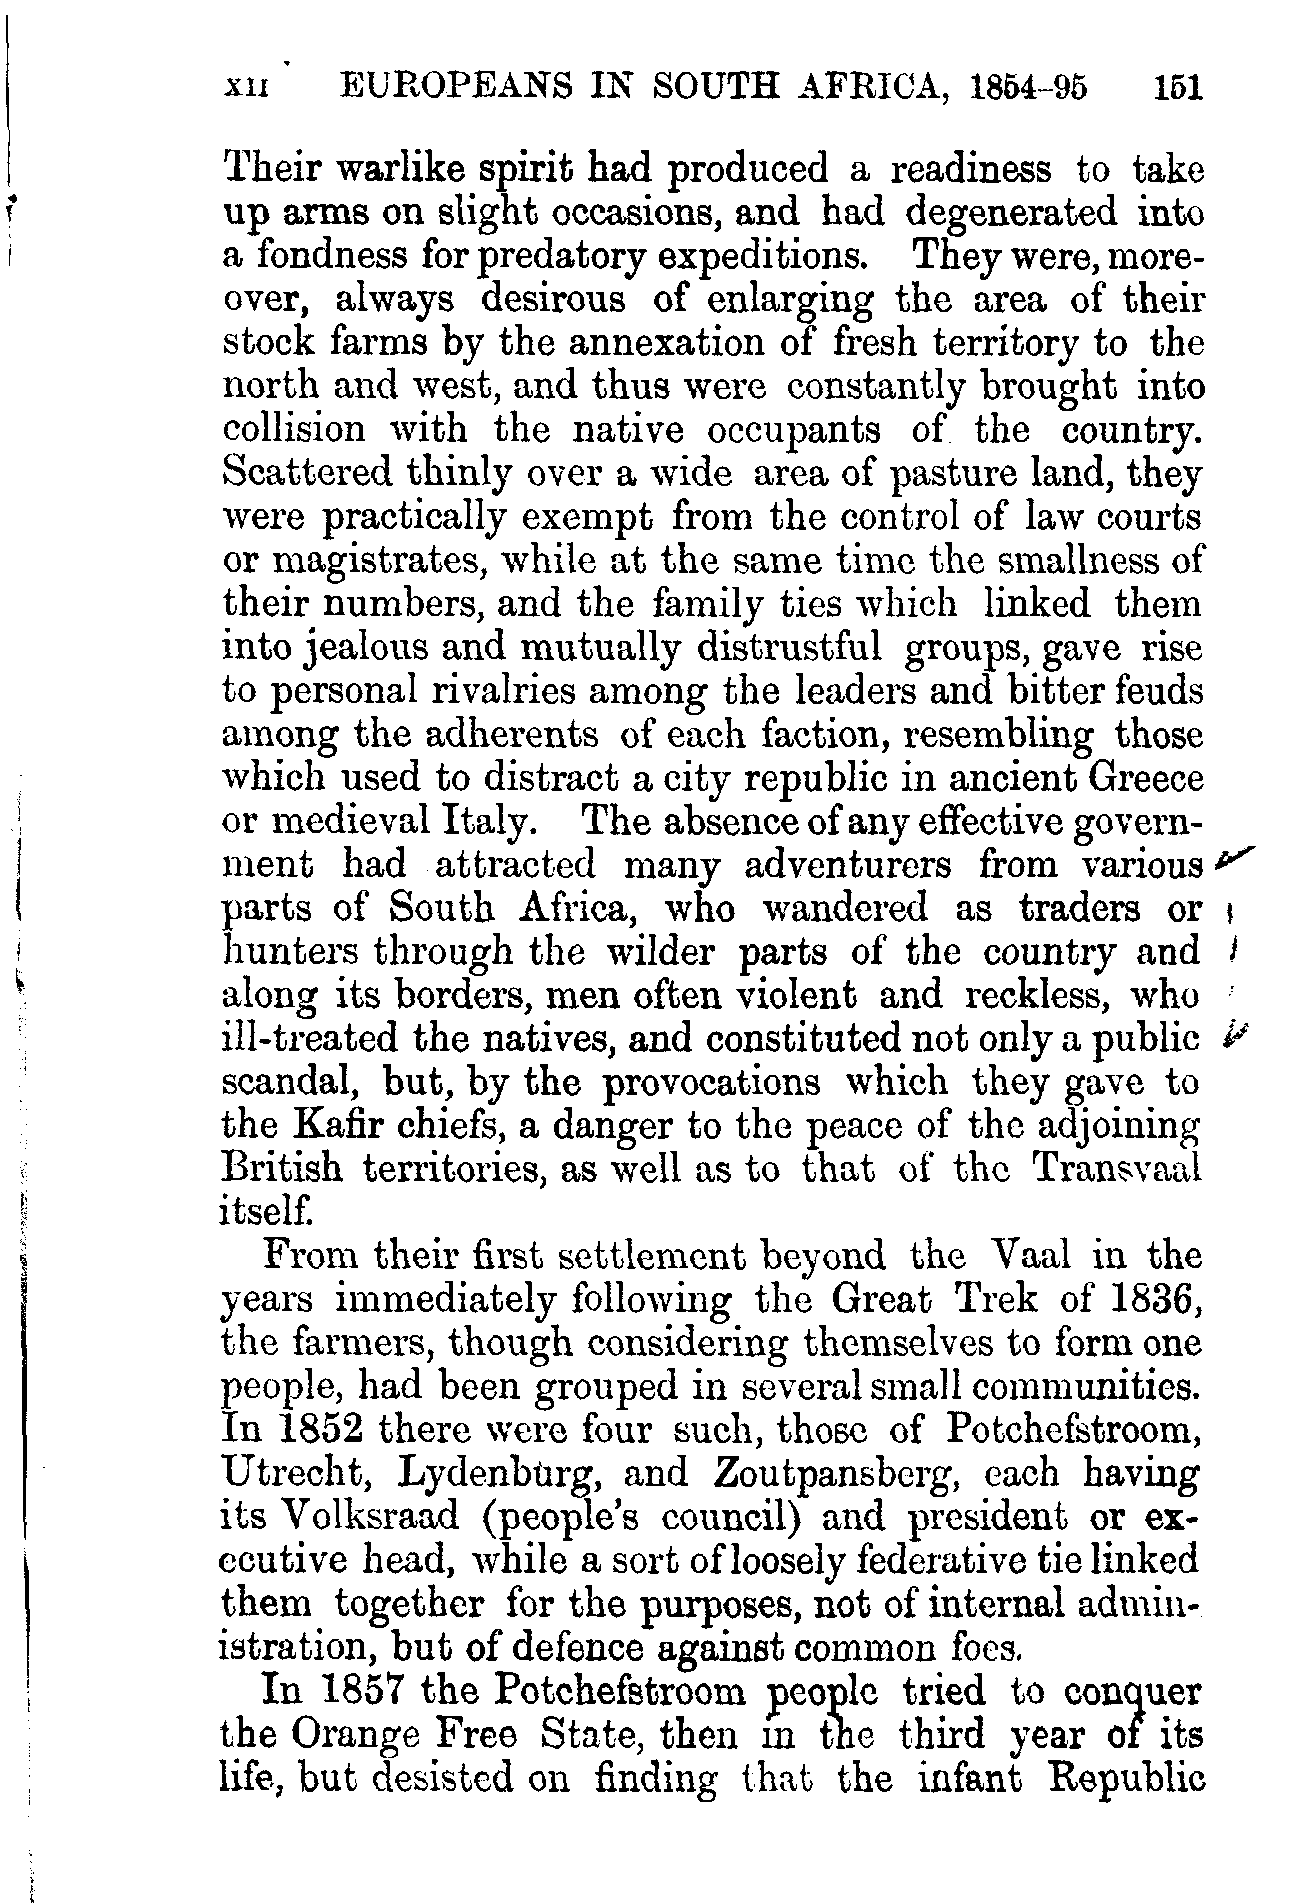 XII EUROPEANS IN SOUTH AFRICA, 1854–95 151
Their warlike spirit had produced a readiness to take
up arms on slight occasions, and had degenerated into
a fondness for predatory expeditions. They were, more-
over, always desirous of enlarging the area of their
stock farms by the annexation of fresh territory to the
north and west, and thus were constantly brought into
collision with the native occupants of the country.
Scattered thinly over a wide area of pasture land, they
were practically exempt from the control of law courts
or magistrates, while at the same time the smallness of
their numbers, and the family ties which linked them
into jealous and mutually distrustful groups, gave rise
to personal rivalries among the leaders and bitter feuds
among the adherents of each faction, resembling those
which used to distract a city republic in ancient Greece
or medieval Italy. The absence of any effective govern-
ment had attracted many adventurers from various
parts of South Africa, who wandered as traders or
hunters through the wilder parts of the country and
along its borders, men often violent and reckless, who
ill-treated the natives, and constituted not only a public
scandal, but, by the provocations which they gave to
the Kafir chiefs, a danger to the peace of the adjoining
British territories, as well as to that of the Transvaal
itself.
From their first settlement beyond the Vaal in the
years immediately following the Great Trek of 1836,
the farmers, though considering themselves to form one
people, had been grouped in several small communities.
In 1852 there were four such, those of Potchefstroom,
Utrecht, Lydenburg, and Zoutpansberg, each having
its Volksraad (people's council) and president or ex-
ecutive head, while a sort of loosely federative tie linked
them together for the purposes, not of internal admin-
istration, but of defence against common foes.
In 1857 the Potchefstroom people tried to conquer
the Orange Free State, then in the third year of its
life, but desisted on finding that the infant Republic